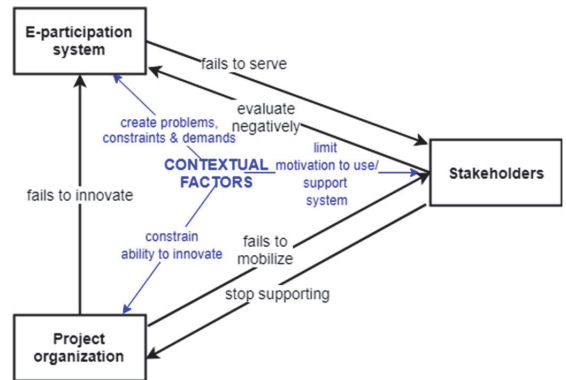 E-participation
system
fails to serve
evaluate
negatively
create problems,
constraints & demands
limit
motivation to use/
support
system
CONTEXTUAL
FACTORS
Stakeholders
fails to innovate
constrain
ability to innovate
fails to
mobilize
stop supporting
Project
organization